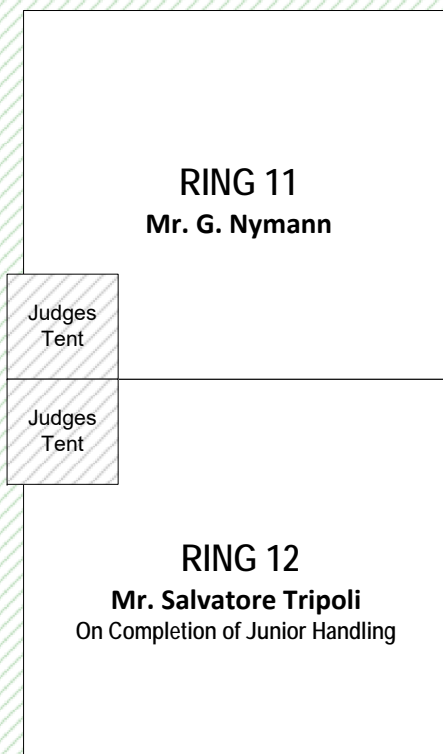 RING 11
Mr. G. Nymann
Judges
Tent
Judges
Tent
RING 12
Mr. Salvatore Tripoli
On Completion of Junior Handling